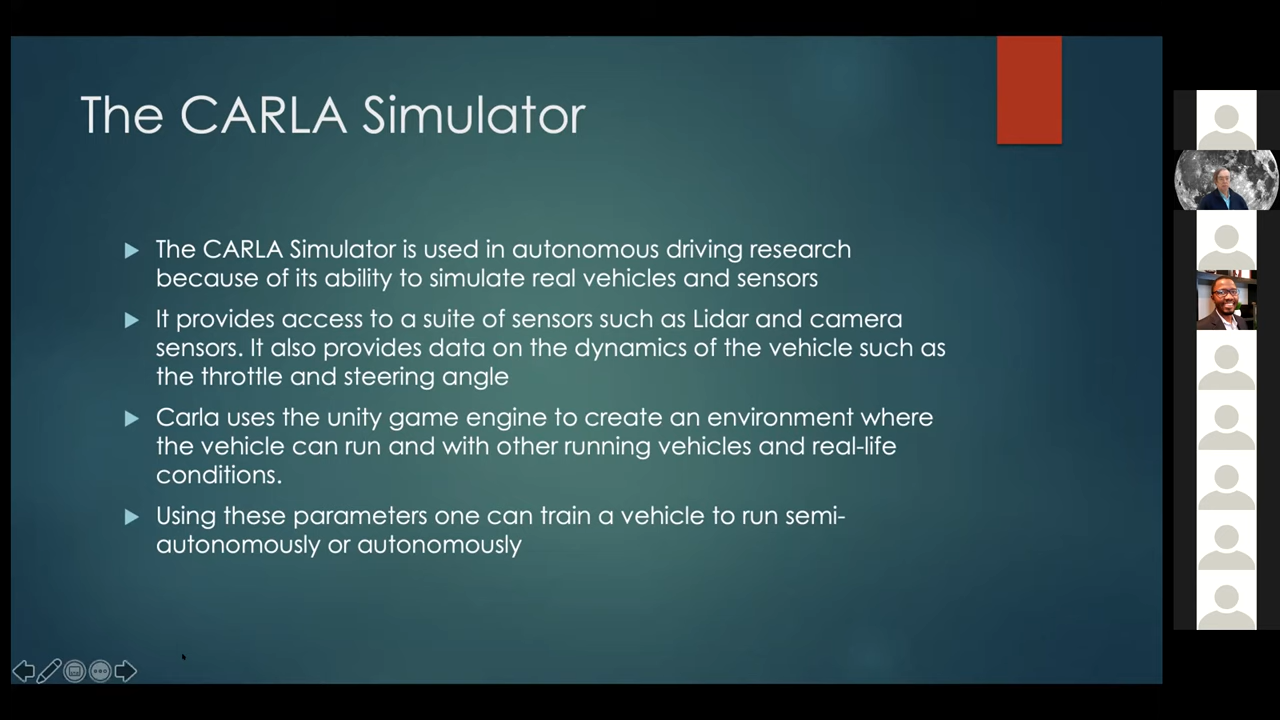 The CARLA Simulator
The CARLA Simulator is used in autonomous driving research
because of its ability to simulate real vehicles and sensors
It provides access to a suite of sensors such as Lidar and camera
sensors. It also provides data on the dynamics of the vehicle such as
the throttle and steering angle
Carla uses the unity game engine to create an environment where
the vehicle can run and with other running vehicles and real-life
conditions.
Using these parameters one can train a vehicle to run semi-
autonomously or autonomously